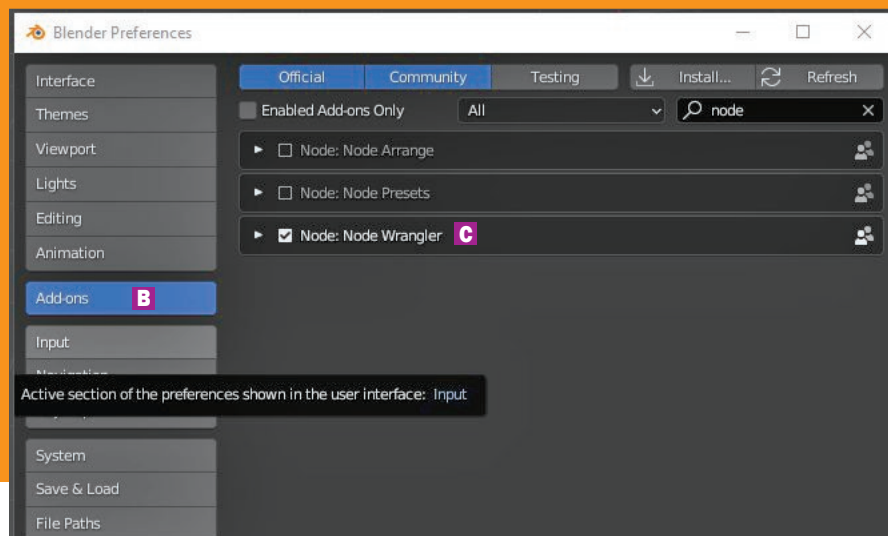 Blender Preferences
Interface
Themes
Viewport
Lights
Editing
Animation
Add-ons B
Input
Navigation
System
Save & Load
File Paths
Official Community Testing Install... Refresh
Enabled Add-ons Only All node
Node: Node Arrange
Node: Node Presets
Node: Node Wrangler C
Active section of the preferences shown in the user interface: Input